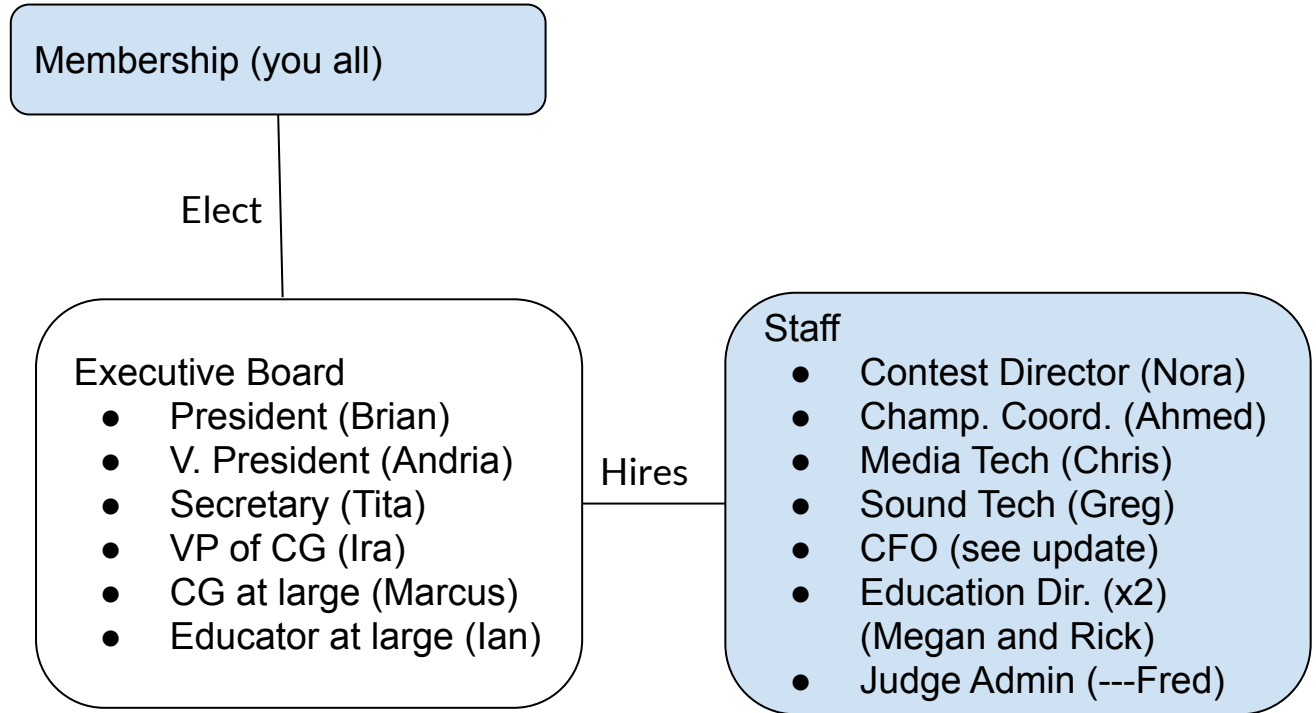 Membership (you all)
Elect
Executive Board
● President (Brian)
● V. President (Andria)
● Secretary (Tita)
● VP of CG (Ira)
● CG at large (Marcus)
● Educator at large (Ian)
Hires
Staff
● Contest Director (Nora)
● Champ. Coord. (Ahmed)
● Media Tech (Chris)
● Sound Tech (Greg)
● CFO (see update)
● Education Dir. (x2)
(Megan and Rick)
● Judge Admin (---Fred)